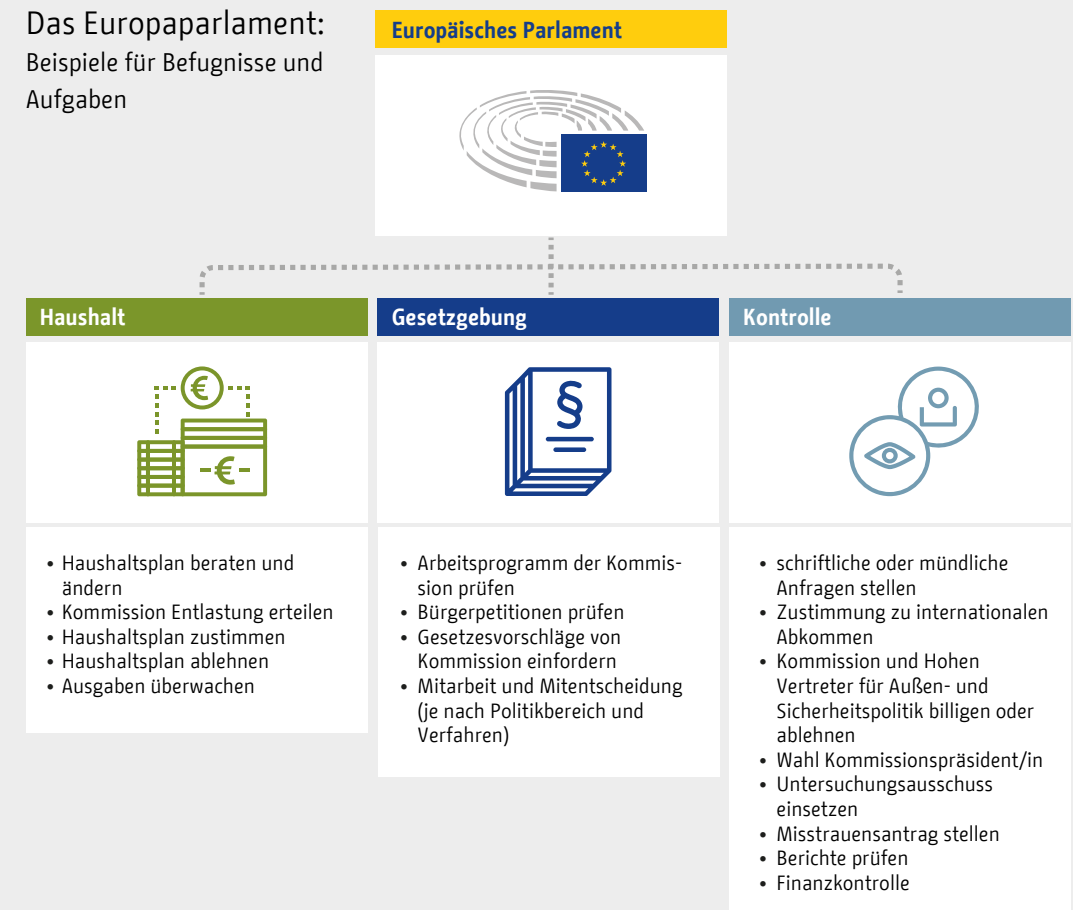 Das Europaparlament:
Beispiele für Befugnisse und
Aufgaben
Europäisches Parlament
Haushalt
€
-€-
• Haushaltsplan beraten und
ändern
• Kommission Entlastung erteilen
• Haushaltsplan zustimmen
• Haushaltsplan ablehnen
• Ausgaben überwachen
Gesetzgebung
§
• Arbeitsprogramm der Kommis-
sion prüfen
• Bürgerpetitionen prüfen
• Gesetzesvorschläge von
Kommission einfordern
• Mitarbeit und Mitentscheidung
(je nach Politikbereich und
Verfahren)
Kontrolle
• schriftliche oder mündliche
Anfragen stellen
• Zustimmung zu internationalen
Abkommen
• Kommission und Hohen
Vertreter für Außen- und
Sicherheitspolitik billigen oder
ablehnen
• Wahl Kommissionspräsident/in
• Untersuchungsausschuss
einsetzen
• Misstrauensantrag stellen
• Berichte prüfen
• Finanzkontrolle